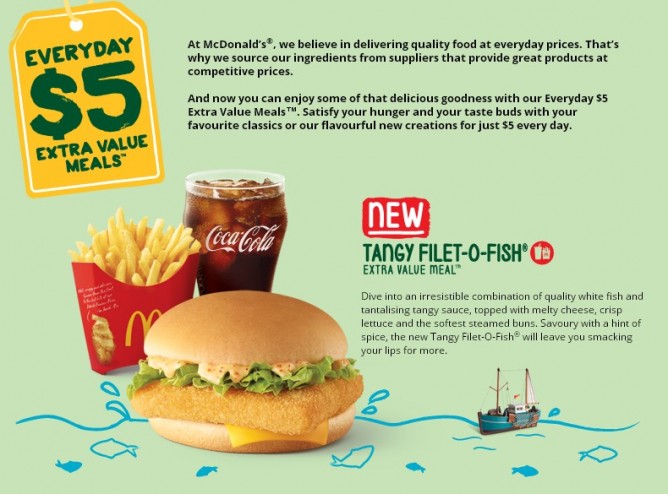 EVERYDAY
$5
EXTRA VALUE
MEALS™
At McDonald's®, we believe in delivering quality food at everyday prices. That's
why we source our ingredients from suppliers that provide great products at
competitive prices.
And now you can enjoy some of that delicious goodness with our Everyday $5
Extra Value Meals™. Satisfy your hunger and your taste buds with your
favourite classics or our flavourful new creations for just $5 every day.
Coca-Cola
NEW
TANGY FILET-O-FISH®
EXTRA VALUE MEAL™
Dive into an irresistible combination of quality white fish and
tantalising tangy sauce, topped with melty cheese, crisp
lettuce and the softest steamed buns. Savoury with a hint of
spice, the new Tangy Filet-O-Fish® will leave you smacking
your lips for more.